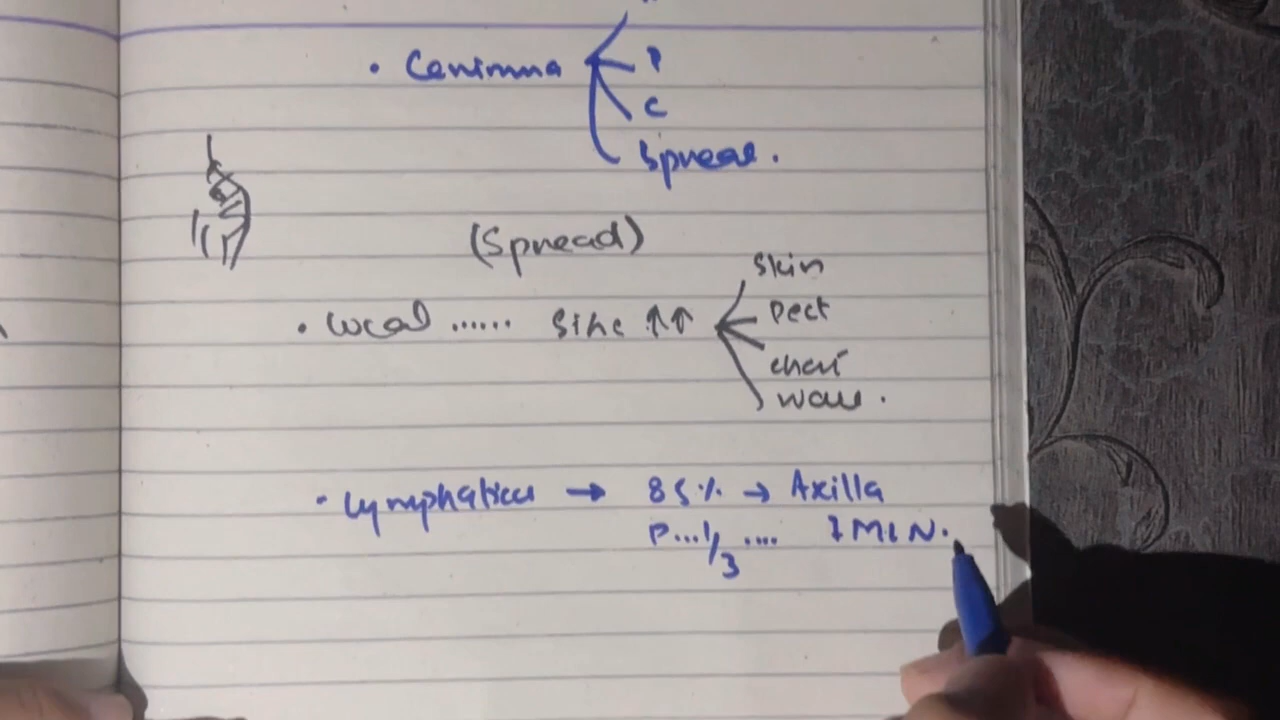 • Carcinoma
P
C
Spread.
(Spread)
• Local ...... Size ↑↑
Skin
Pect
chest
wall.
• Lymphatics → 85% → Axilla
P...1/3 .... IMLN.